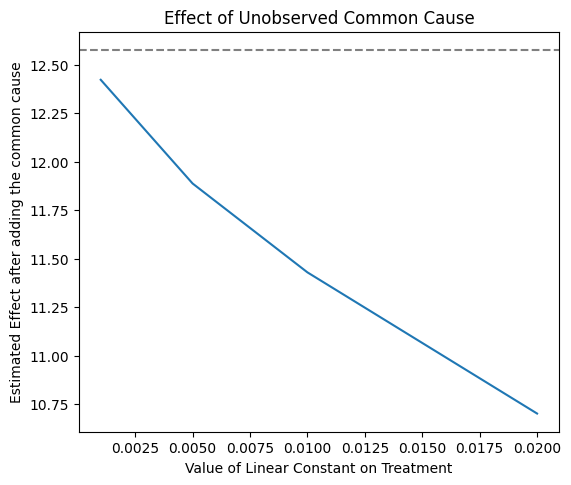 Effect of Unobserved Common Cause
Estimated Effect after adding the common cause
12.50
12.25
12.00
11.75
11.50
11.25
11.00
10.75
0.0025 0.0050 0.0075 0.0100 0.0125 0.0150 0.0175 0.0200
Value of Linear Constant on Treatment